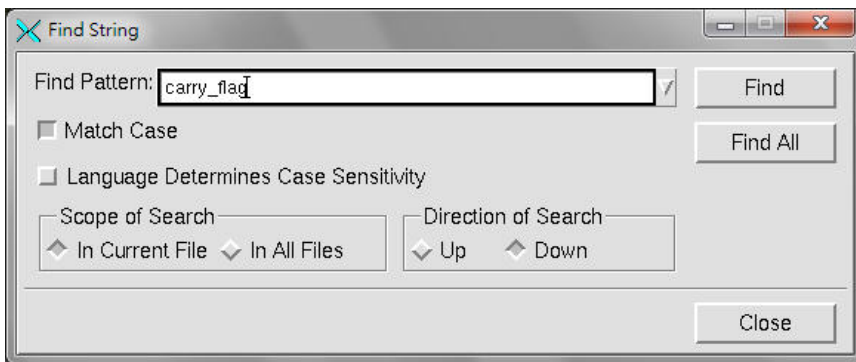 Find String
Find Pattern: carry_flag
Find
Match Case
Find All
Language Determines Case Sensitivity
Scope of Search
Direction of Search
In Current File In All Files
Up Down
Close